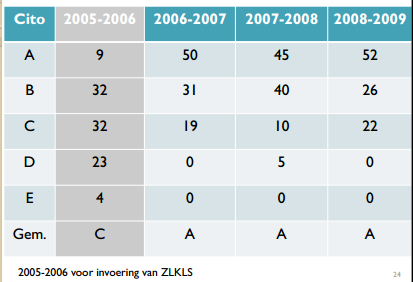 Cito 2005-2006 2006-2007 2007-2008 2008-2009
A 9 50 45 52
B 32 31 40 26
C 32 19 10 22
D 23 0 5 0
E 4 0 0 0
Gem. C A A A
2005-2006 voor invoering van ZLKLS 24